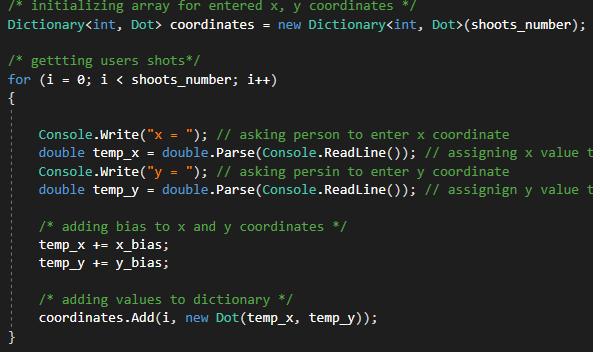 /* initializing array for entered x, y coordinates */
Dictionary<int, Dot> coordinates = new Dictionary<int, Dot>(shoots_number);
/* gettting users shots*/
for (i = 0; i < shoots_number; i++)
{
Console.Write("x = "); // asking person to enter x coordinate
double temp_x = double.Parse(Console.ReadLine()); // assigning x value t
Console.Write("y = "); // asking persin to enter y coordinate
double temp_y = double.Parse(Console.ReadLine()); // assignign y value t
/* adding bias to x and y coordinates */
temp_x += x_bias;
temp_y += y_bias;
/* adding values to dictionary */
coordinates.Add(i, new Dot(temp_x, temp_y));
}